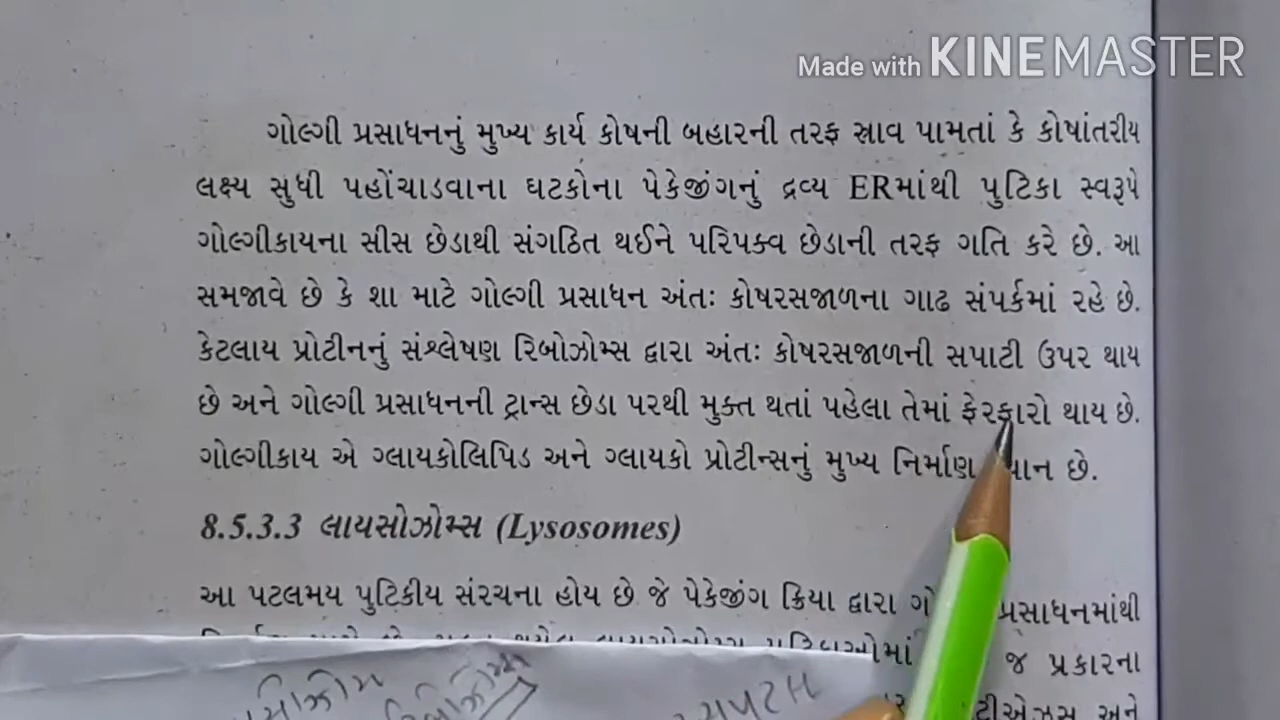 Made with KINEMASTER
ગોલ્ગી પ્રસાધનનું મુખ્ય કાર્ય કોષની બહારની તરફ સ્રાવ પામતાં કે કોષાંતરીય
લક્ષ્ય સુધી પહોંચાડવાના ઘટકોના પેકેજીંગનું દ્રવ્ય ERમાંથી પુટિકા સ્વરૂપે
ગોલ્ગીકાયના સીસ છેડાથી સંગઠિત થઈને પરિપક્વ છેડાની તરફ ગતિ કરે છે. આ
સમજાવે છે કે શા માટે ગોલ્ગી પ્રસાધન અંતઃ કોષરસજાળના ગાઢ સંપર્કમાં રહે છે.
કેટલાય પ્રોટીનનું સંશ્લેષણ રિબોઝોમ્સ દ્વારા અંતઃ કોષરસજાળની સપાટી ઉપર થાય
છે અને ગોલ્ગી પ્રસાધનની ટ્રાન્સ છેડા પરથી મુક્ત થતાં પહેલા તેમાં ફેરફારો થાય છે.
ગોલ્ગીકાય એ ગ્લાયકોલિપિડ અને ગ્લાયકો પ્રોટીન્સનું મુખ્ય નિર્માણ છે.
8.5.3.3 લાયસોઝોમ્સ (Lysosomes)
આ પટલમય પુટિકીય સંરચના હોય છે જે પેકેજીંગ ક્રિયા દ્વારા પ્રસાધનમાંથી
જ પ્રકારના
અને